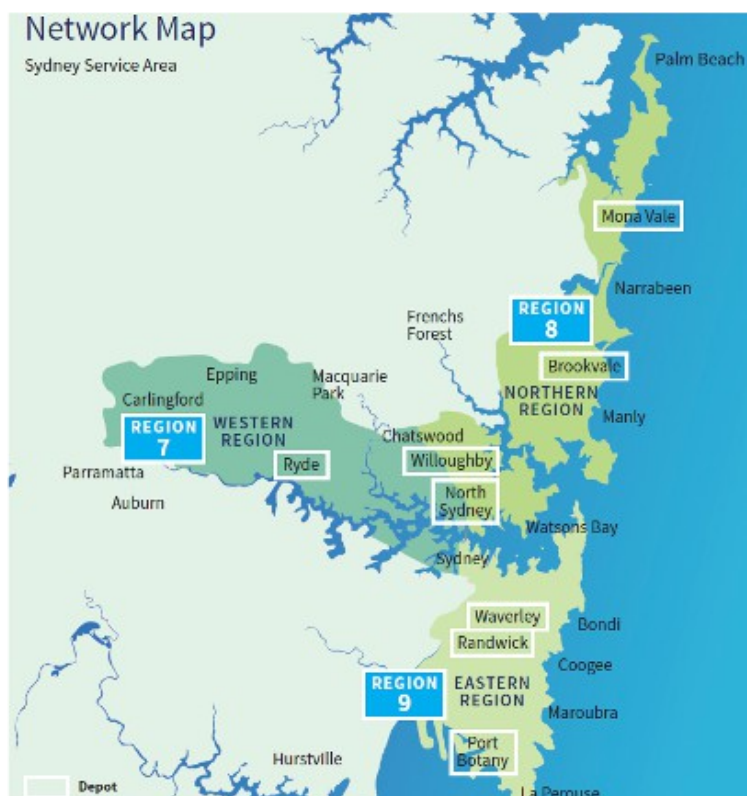 Network Map
Sydney Service Area
Palm Beach
Mona Vale
Narrabeen
REGION
8
Frenchs
Forest
Brookvale
Epping
Macquarie
Park
NORTHERN
REGION
Carlingford
Manly
REGION
7
WESTERN
REGION
Chatswood
Ryde
Willoughby
Parramatta
Auburn
North
Sydney
Watsons Bay
Sydney
Waverley
Bondi
Randwick
Coogee
REGION
9
EASTERN
REGION
Maroubra
Port
Botany
Hurstville
Depot
La Perouse